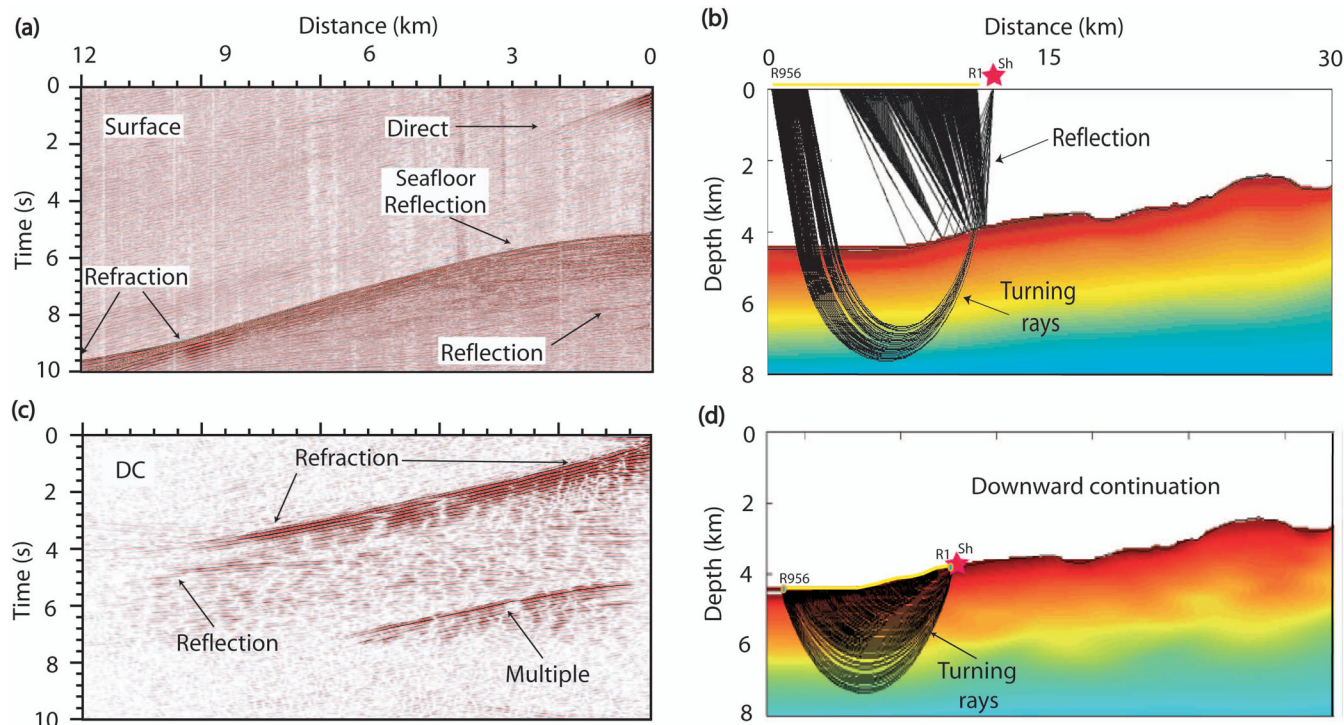 (a)
Distance (km)
12 9 6 3 0
0
2
4
6
8
10
Time (s)
Surface
Direct
Seafloor
Reflection
Refraction
Reflection
(b)
Distance (km)
0 15 30
R956
R1 Sh
0
2
4
6
8
Depth (km)
Reflection
Turning
rays
(c)
0
2
4
6
8
10
Time (s)
DC
Refraction
Reflection
Multiple
(d)
0
2
4
6
8
Depth (km)
Downward continuation
R956
R1 Sh
Turning
rays